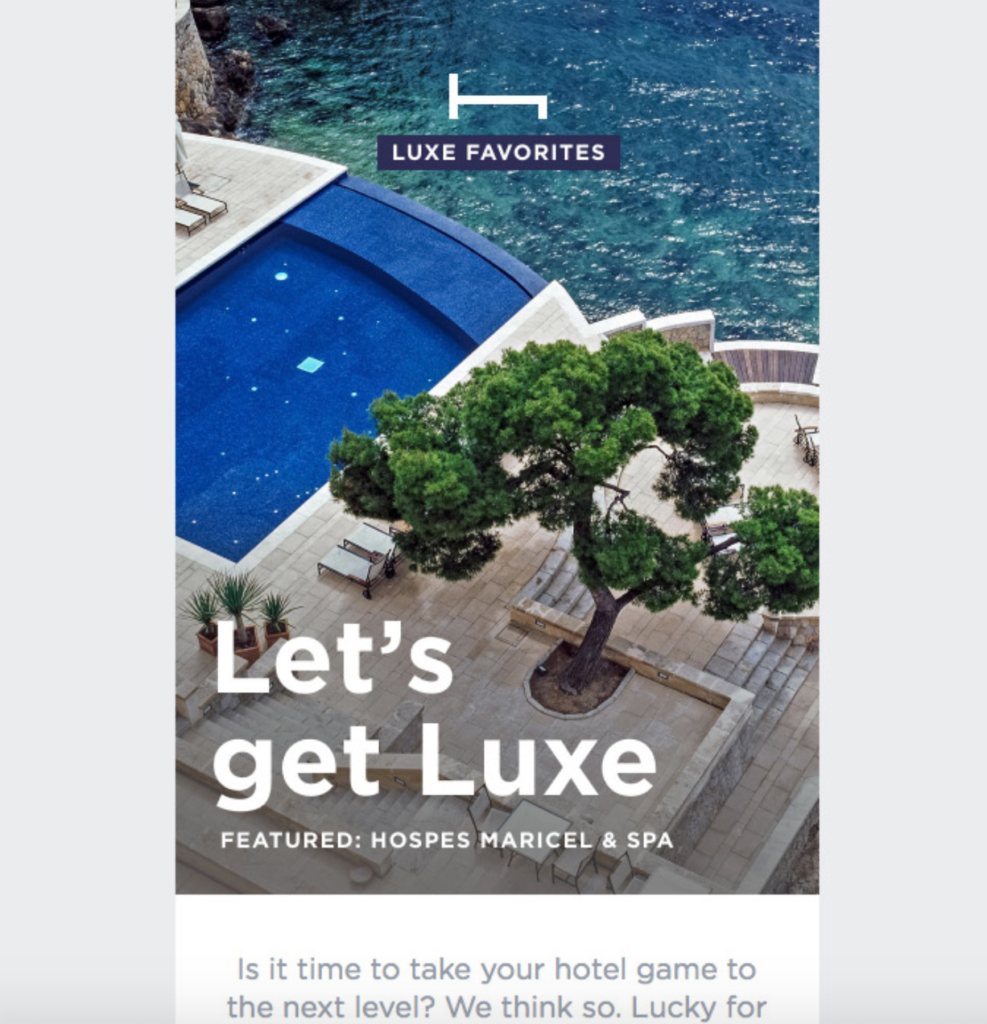 LUXE FAVORITES
Let’s
get Luxe
FEATURED: HOSPES MARICEL & SPA
Is it time to take your hotel game to
the next level? We think so. Lucky for